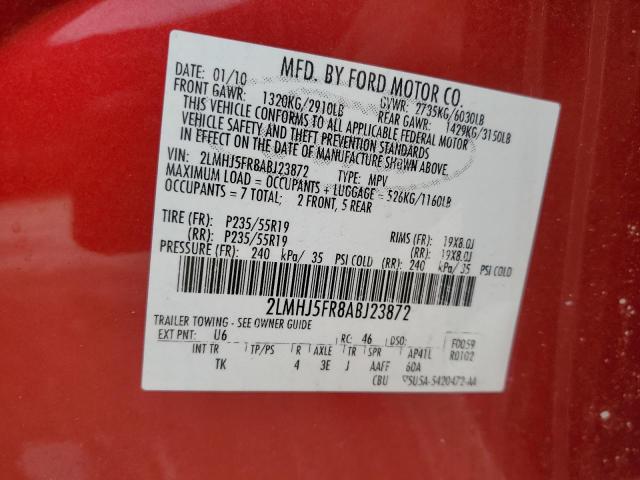 MFD. BY FORD MOTOR CO.
DATE: 01/10 GVWR: 2735KG/6030LB
FRONT GAWR: 1320KG/2910LB REAR GAWR: 1429KG/3150LB
THIS VEHICLE CONFORMS TO ALL APPLICABLE FEDERAL MOTOR
VEHICLE SAFETY AND THEFT PREVENTION STANDARDS
IN EFFECT ON THE DATE OF MANUFACTURE SHOWN ABOVE.
VIN: 2LMHJ5FR8ABJ23872 TYPE: MPV
MAXIMUM LOAD = OCCUPANTS + LUGGAGE = 526KG/1160LB
OCCUPANTS = 7 TOTAL; 2 FRONT, 5 REAR
TIRE (FR): P235/55R19 RIMS (FR): 19X8.0J
(RR): P235/55R19 (RR): 19X8.0J
PRESSURE (FR): 240 kPa/ 35 PSI COLD (RR): 240 kPa/ 35 PSI COLD
2LMHJ5FR8ABJ23872
TRAILER TOWING - SEE OWNER GUIDE
EXT PNT: U6 RC: 46 DSO: F0059
R0102
INT TR TP/PS R AXLE TR SPR AP41L
TK 4 3E J AAFF 60A
CBU 5U5A-5420472-AA